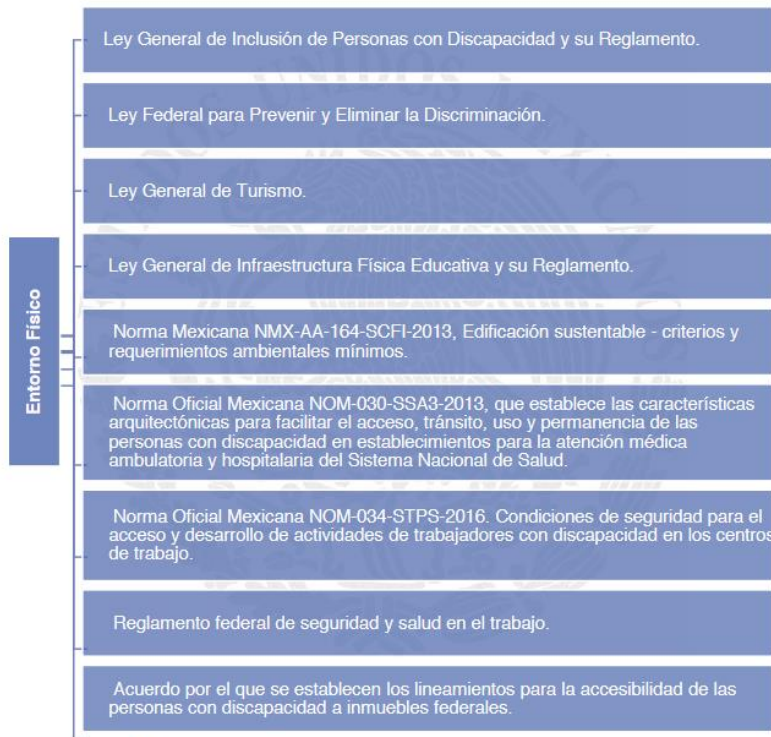 Ley General de Inclusión de Personas con Discapacidad y su Reglamento.
Ley Federal para Prevenir y Eliminar la Discriminación.
Ley General de Turismo.
Ley General de Infraestructura Física Educativa y su Reglamento.
Entorno Físico
Norma Mexicana NMX-AA-164-SCFI-2013, Edificación sustentable - criterios y
requerimientos ambientales mínimos.
Norma Oficial Mexicana NOM-030-SSA3-2013, que establece las características
arquitectónicas para facilitar el acceso, tránsito, uso y permanencia de las
personas con discapacidad en establecimientos para la atención médica
ambulatoria y hospitalaria del Sistema Nacional de Salud.
Norma Oficial Mexicana NOM-034-STPS-2016. Condiciones de seguridad para el
acceso y desarrollo de actividades de trabajadores con discapacidad en los centros
de trabajo.
Reglamento federal de seguridad y salud en el trabajo.
Acuerdo por el que se establecen los lineamientos para la accesibilidad de las
personas con discapacidad a inmuebles federales.
ESTADOS UNIDOS MEXICANOS